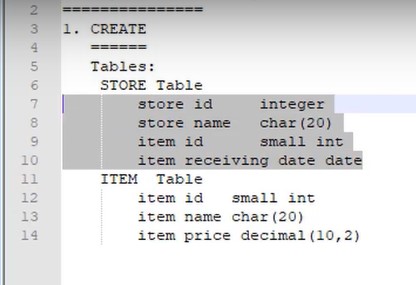 2 ===============
3 1. CREATE
4 ======
5 Tables:
6 STORE Table
7 store id integer
8 store name char(20)
9 item id small int
10 item receiving date date
11 ITEM Table
12 item id small int
13 item name char(20)
14 item price decimal(10,2)